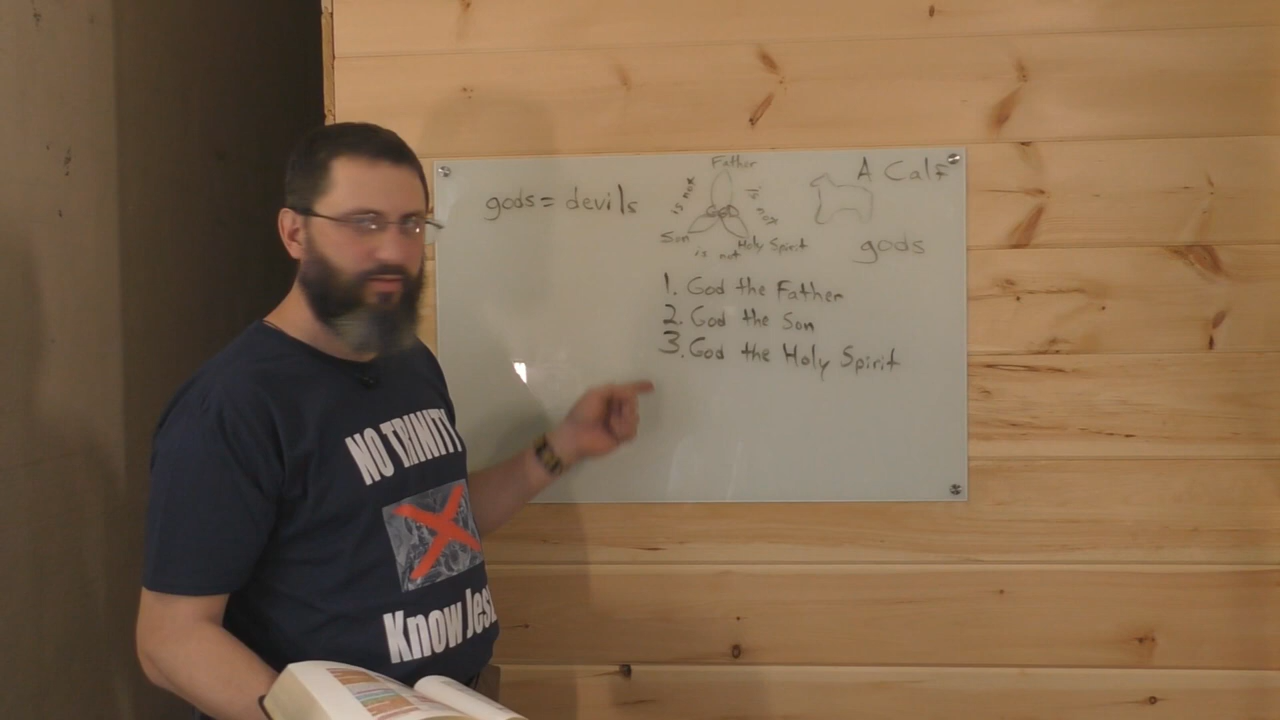 gods = devils
Father
is not
is not
God
Son
Holy Spirit
is not
A Calf
gods
1. God the Father
2. God the Son
3. God the Holy Spirit
NO TRINITY
Know